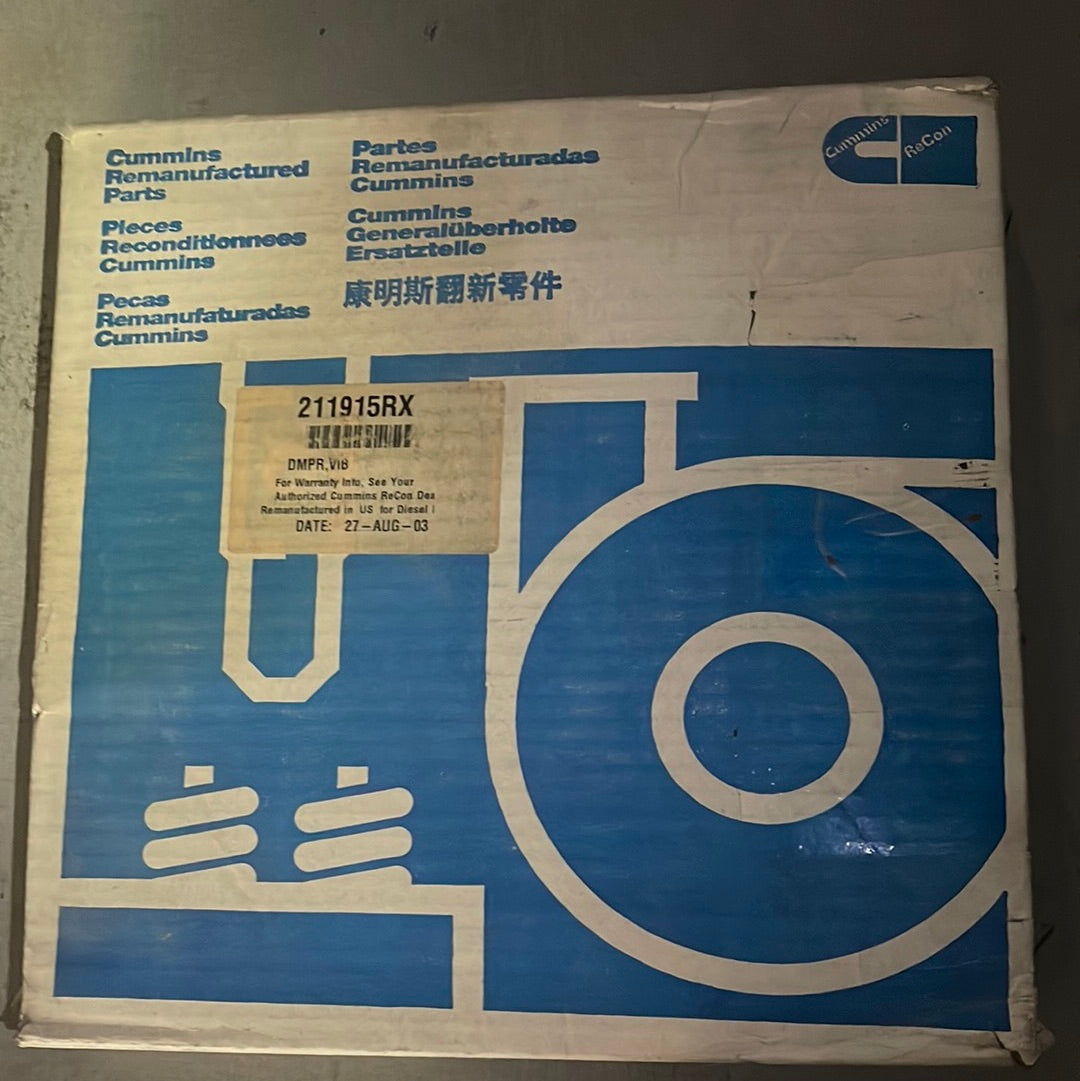 Cummins
Remanufactured
Parts
Pieces
Reconditionnees
Cummins
Pecas
Remanufaturadas
Cummins
Partes
Remanufacturadas
Cummins
Cummins
Generalüberholte
Ersatzteile
康明斯翻新零件
Cummins ReCon
211915RX
DMPR,VIB
For Warranty Info, See Your
Authorized Cummins ReCon Dea
Remanufactured in US for Diesel
DATE: 27-AUG-03